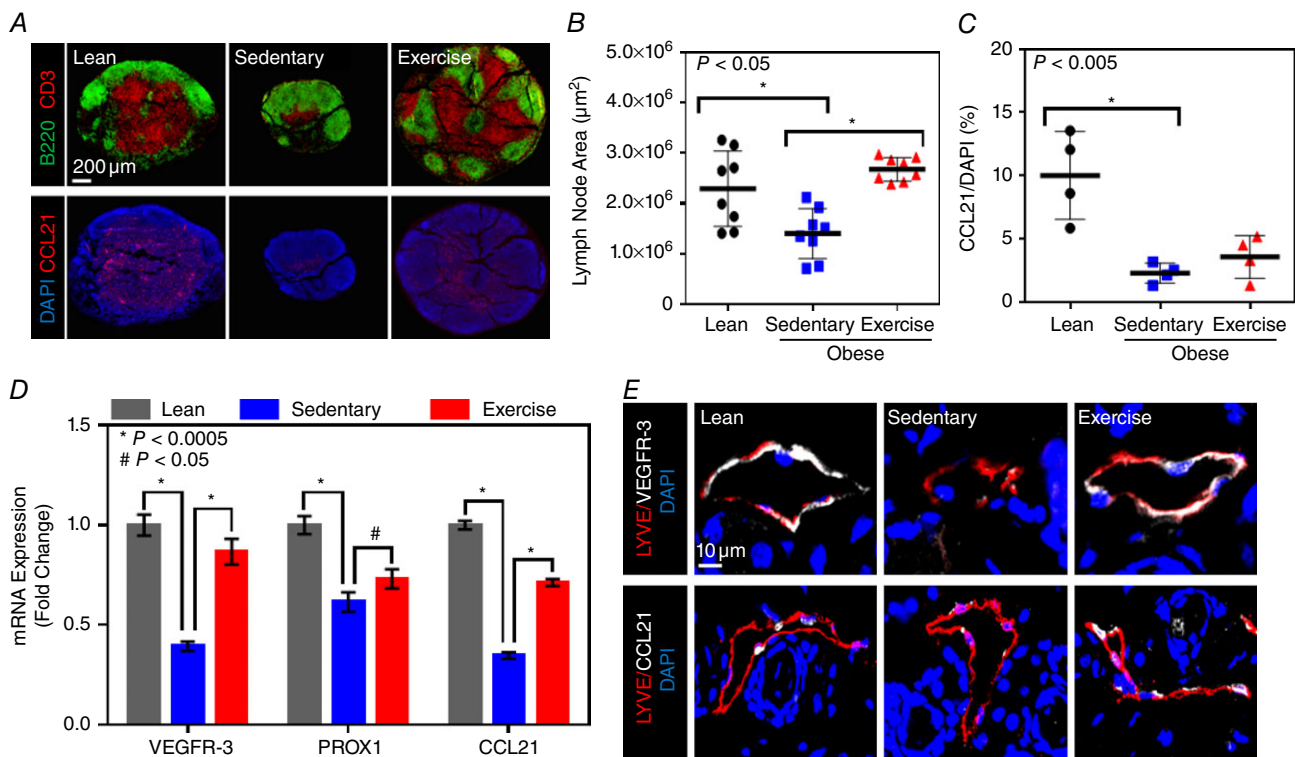 A
Lean
Sedentary
Exercise
B220 CD3
200 µm
DAPI CCL21
B
P < 0.05
*
*
Lymph Node Area (µm²)
5.0×10⁶
4.0×10⁶
3.0×10⁶
2.0×10⁶
1.0×10⁶
0
Lean
Sedentary
Exercise
Obese
C
P < 0.005
*
CCL21/DAPI (%)
20
15
10
5
0
Lean
Sedentary
Exercise
Obese
D
Lean
Sedentary
Exercise
* P < 0.0005
# P < 0.05
* * * # * *
mRNA Expression
(Fold Change)
1.5
1.0
0.5
0.0
VEGFR-3
PROX1
CCL21
E
Lean
Sedentary
Exercise
LYVE/VEGFR-3
DAPI
10 µm
LYVE/CCL21
DAPI